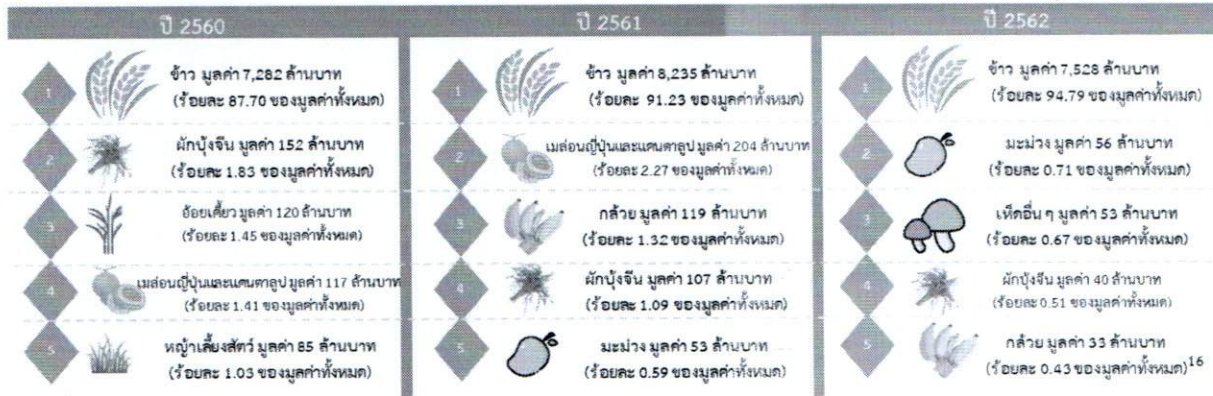 ปี 2560
1
ข้าว มูลค่า 7,282 ล้านบาท
(ร้อยละ 87.70 ของมูลค่าทั้งหมด)
2
ผักบุ้งจีน มูลค่า 152 ล้านบาท
(ร้อยละ 1.83 ของมูลค่าทั้งหมด)
3
อ้อยเคี้ยว มูลค่า 120 ล้านบาท
(ร้อยละ 1.45 ของมูลค่าทั้งหมด)
4
เมล่อนญี่ปุ่นและแคนตาลูป มูลค่า 117 ล้านบาท
(ร้อยละ 1.41 ของมูลค่าทั้งหมด)
5
หญ้าเลี้ยงสัตว์ มูลค่า 85 ล้านบาท
(ร้อยละ 1.03 ของมูลค่าทั้งหมด)
ปี 2561
1
ข้าว มูลค่า 8,235 ล้านบาท
(ร้อยละ 91.23 ของมูลค่าทั้งหมด)
2
เมล่อนญี่ปุ่นและแคนตาลูป มูลค่า 204 ล้านบาท
(ร้อยละ 2.27 ของมูลค่าทั้งหมด)
3
กล้วย มูลค่า 119 ล้านบาท
(ร้อยละ 1.32 ของมูลค่าทั้งหมด)
4
ผักบุ้งจีน มูลค่า 107 ล้านบาท
(ร้อยละ 1.09 ของมูลค่าทั้งหมด)
5
มะม่วง มูลค่า 53 ล้านบาท
(ร้อยละ 0.59 ของมูลค่าทั้งหมด)
ปี 2562
1
ข้าว มูลค่า 7,528 ล้านบาท
(ร้อยละ 94.79 ของมูลค่าทั้งหมด)
2
มะม่วง มูลค่า 56 ล้านบาท
(ร้อยละ 0.71 ของมูลค่าทั้งหมด)
3
เห็ดอื่น ๆ มูลค่า 53 ล้านบาท
(ร้อยละ 0.67 ของมูลค่าทั้งหมด)
4
ผักบุ้งจีน มูลค่า 40 ล้านบาท
(ร้อยละ 0.51 ของมูลค่าทั้งหมด)
5
กล้วย มูลค่า 33 ล้านบาท
(ร้อยละ 0.43 ของมูลค่าทั้งหมด)16